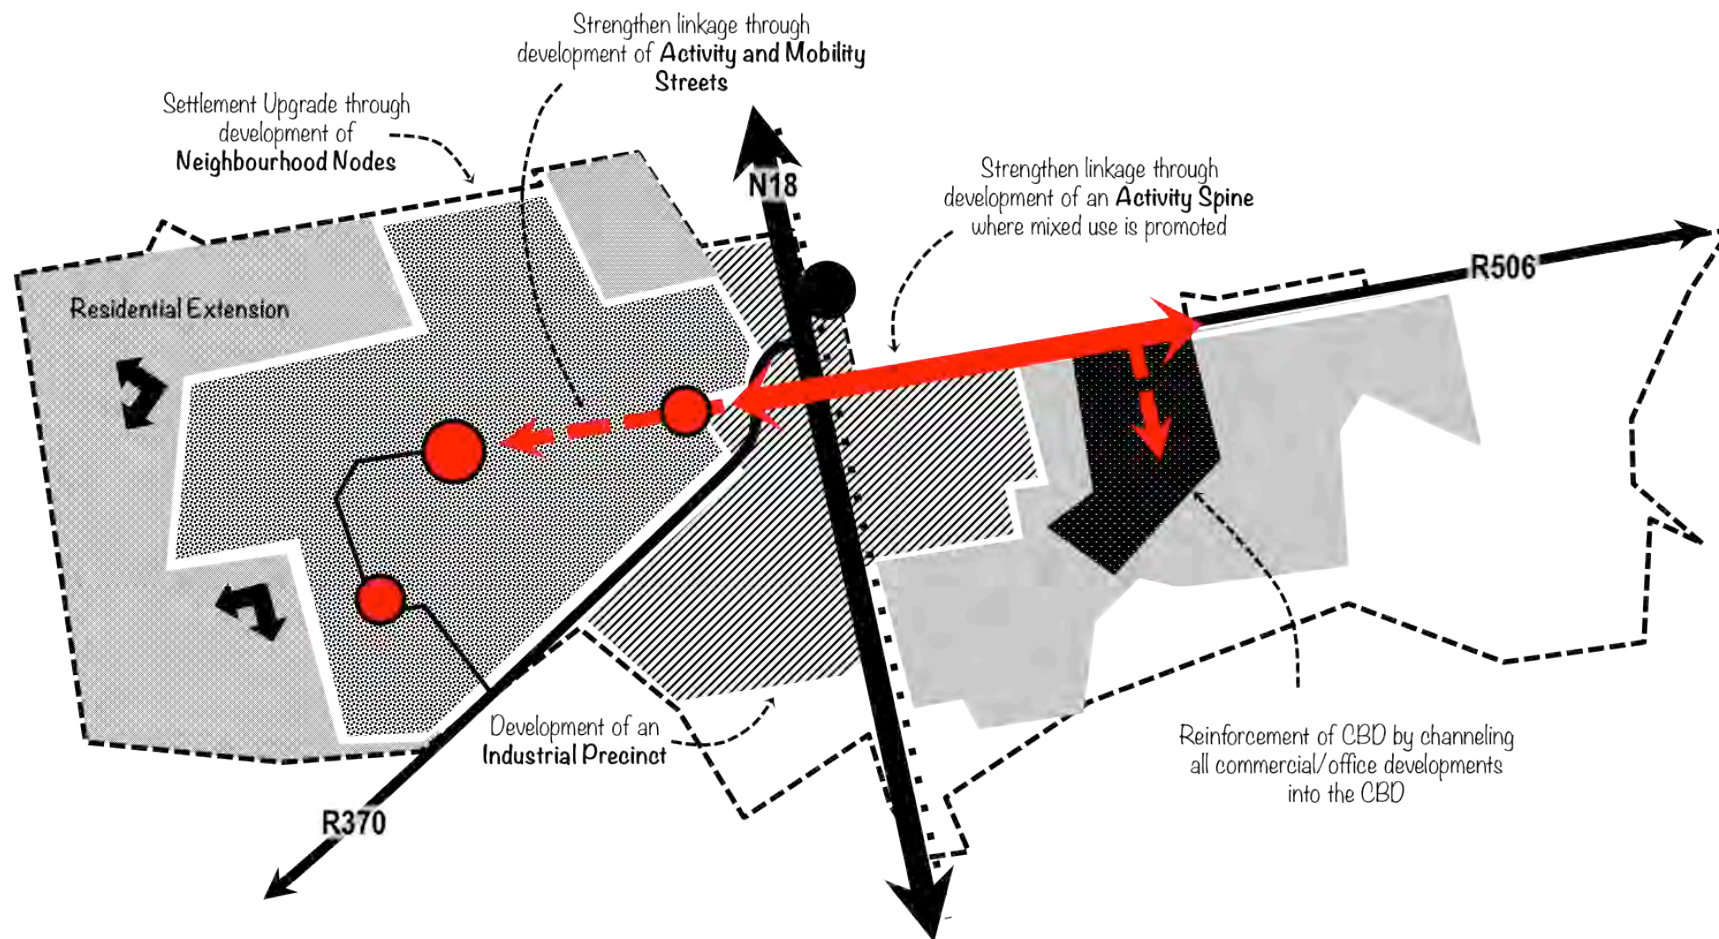 Strengthen linkage through
development of Activity and Mobility
Streets
Settlement Upgrade through
development of
Neighbourhood Nodes
N18
Strengthen linkage through
development of an Activity Spine
where mixed use is promoted
R506
Residential Extension
Development of an
Industrial Precinct
Reinforcement of CBD by channeling
all commercial/office developments
into the CBD
R370